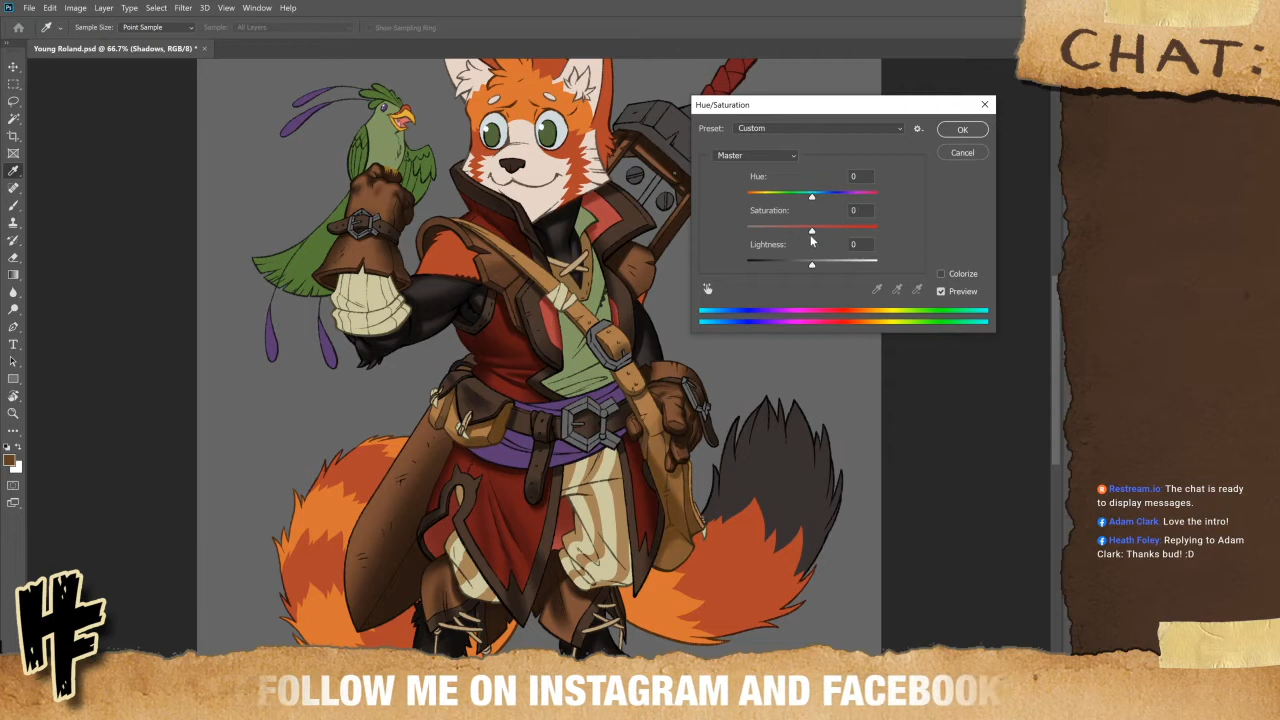 Ps File Edit Image Layer Type Select Filter 3D View Window Help
Sample Size: Point Sample Sample: All Layers Show Sampling Ring
Young Roland.psd @ 66.7% (Shadows, RGB/8) * ×
CHAT:
Hue/Saturation
Preset: Custom OK
Cancel
Master
Hue: 0
Saturation: 0
Lightness: 0
Colorize
Preview
Restream.io: The chat is ready
to display messages.
Adam Clark: Love the intro!
Heath Foley: Replying to Adam
Clark: Thanks bud! :D
HF
FOLLOW ME ON INSTAGRAM AND FACEBOOK